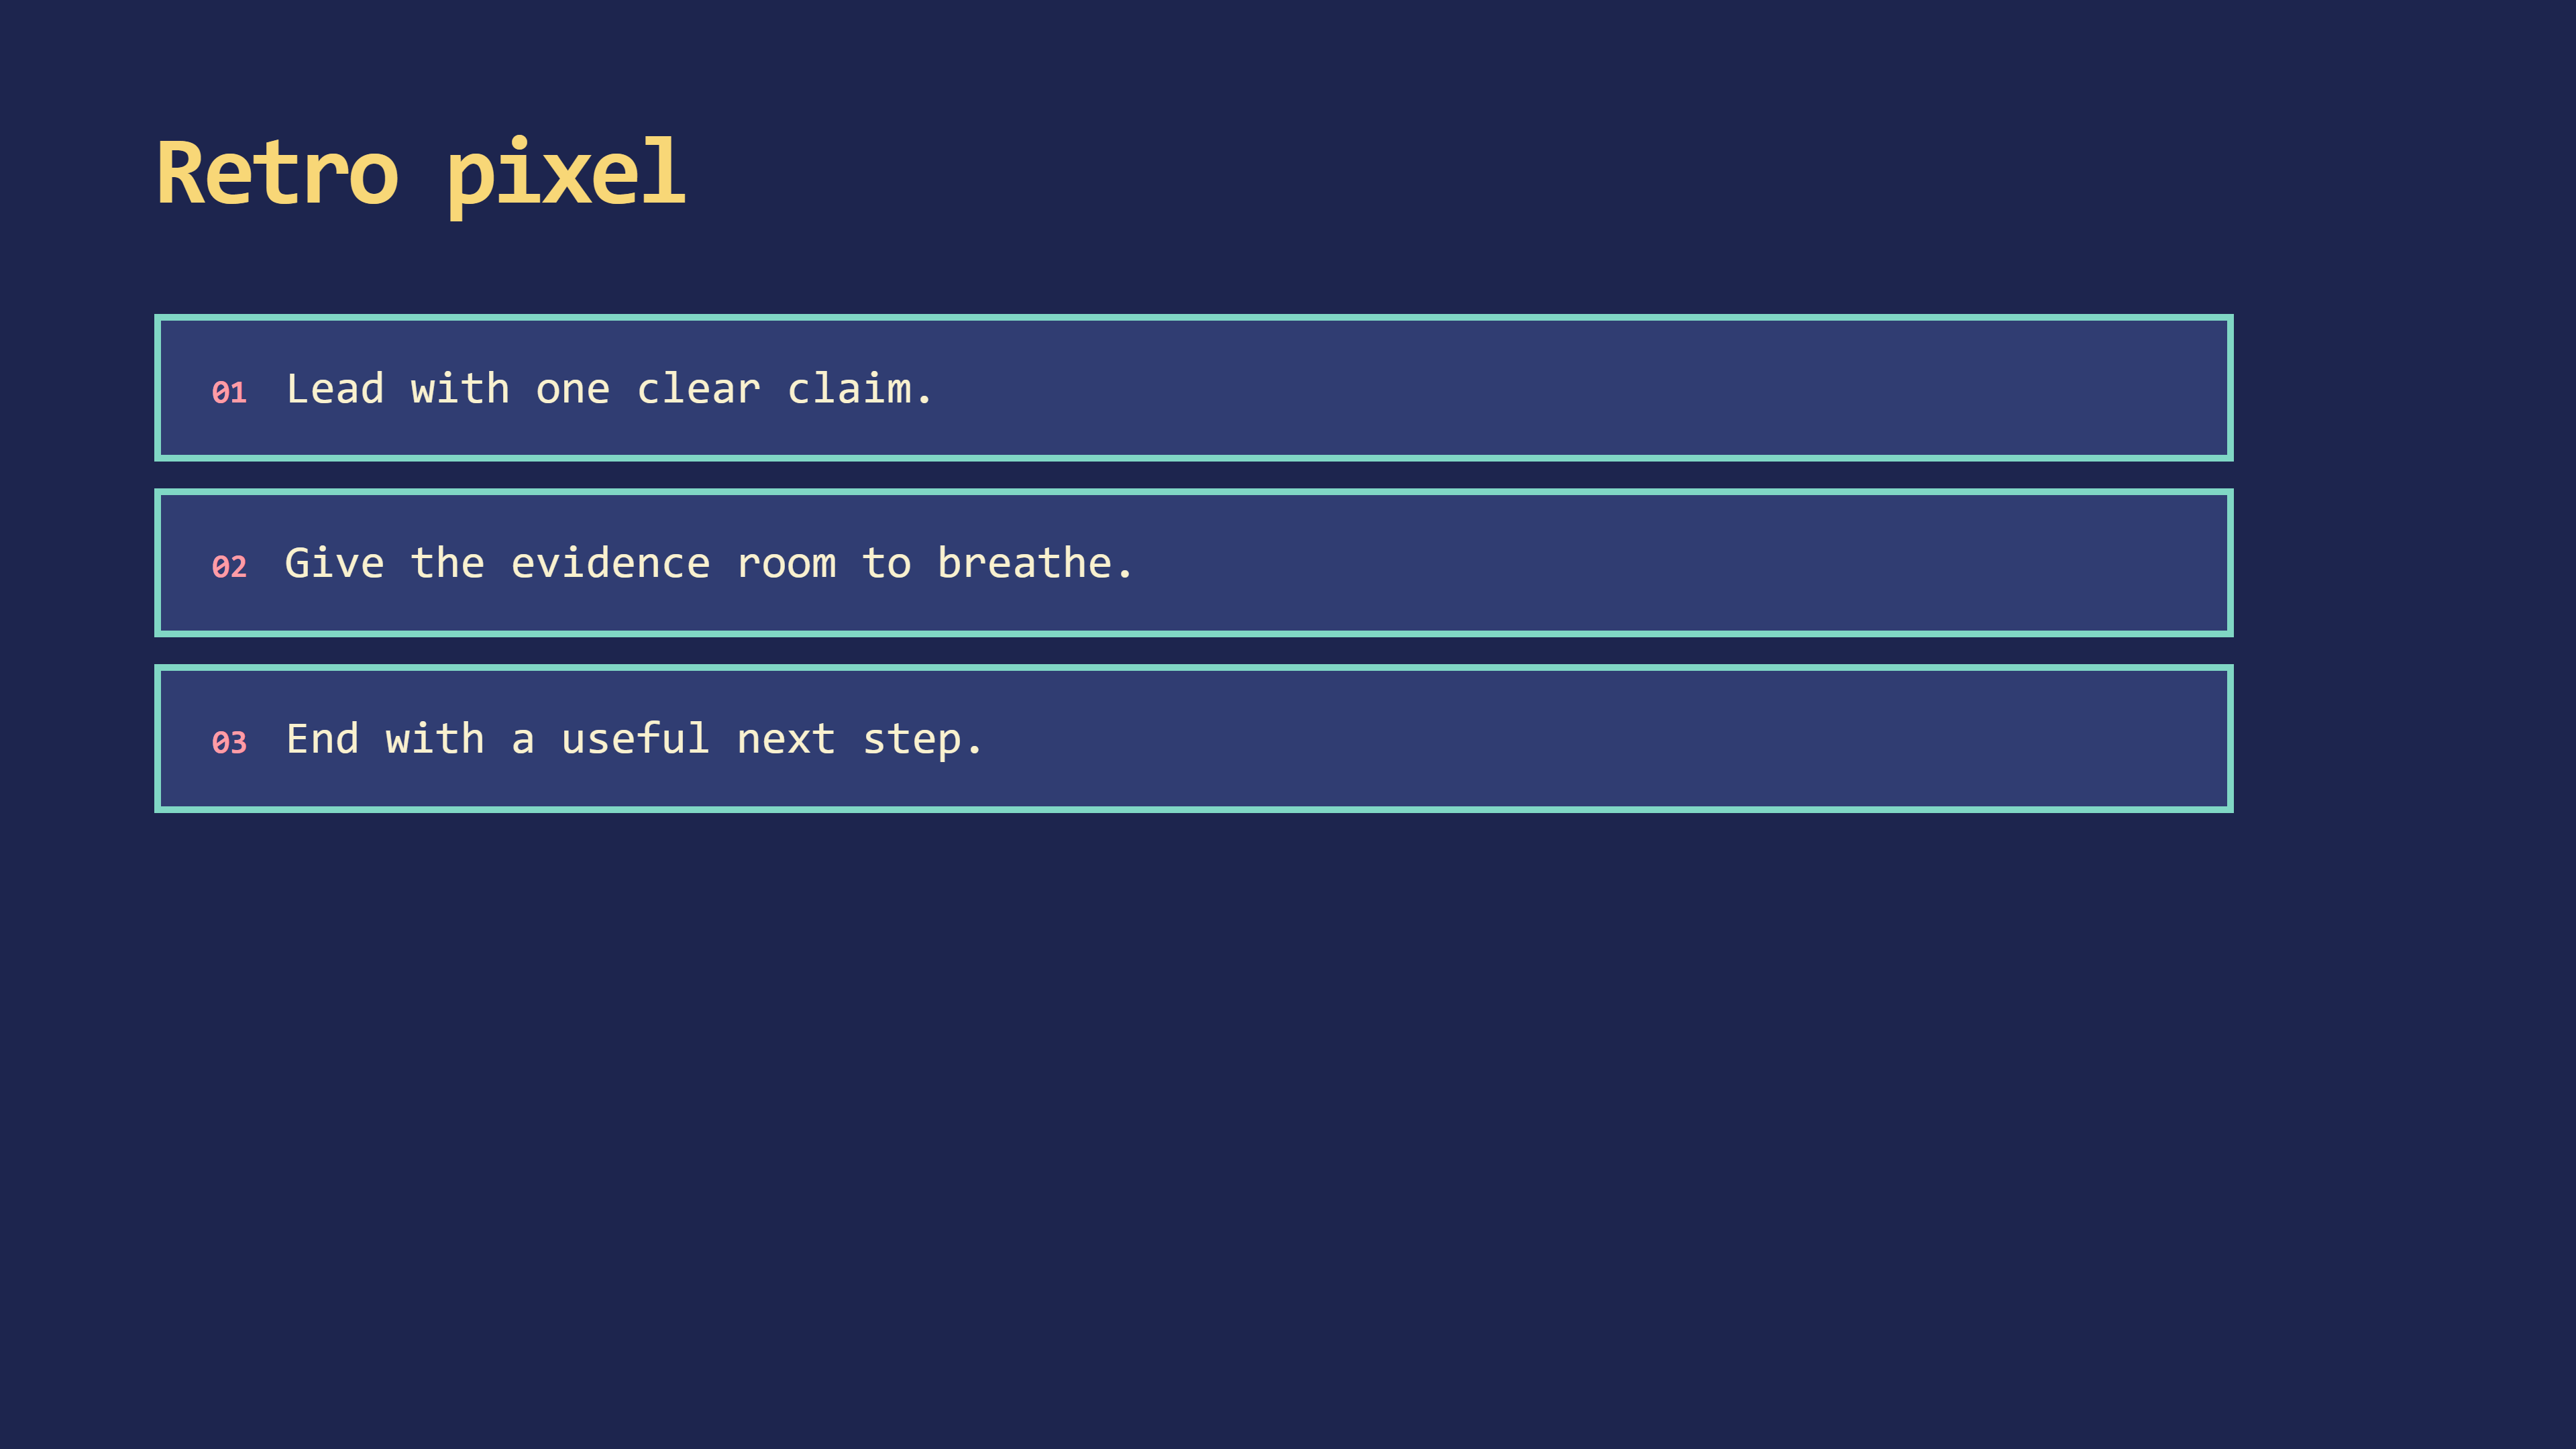 Retro pixel
01 Lead with one clear claim.
02 Give the evidence room to breathe.
03 End with a useful next step.